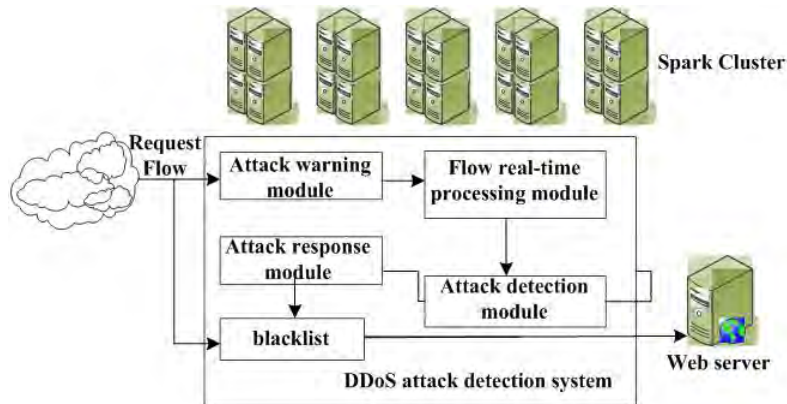 Spark Cluster
Request
Flow
Attack warning
module
Flow real-time
processing module
Attack response
module
Attack detection
module
blacklist
Web server
DDoS attack detection system